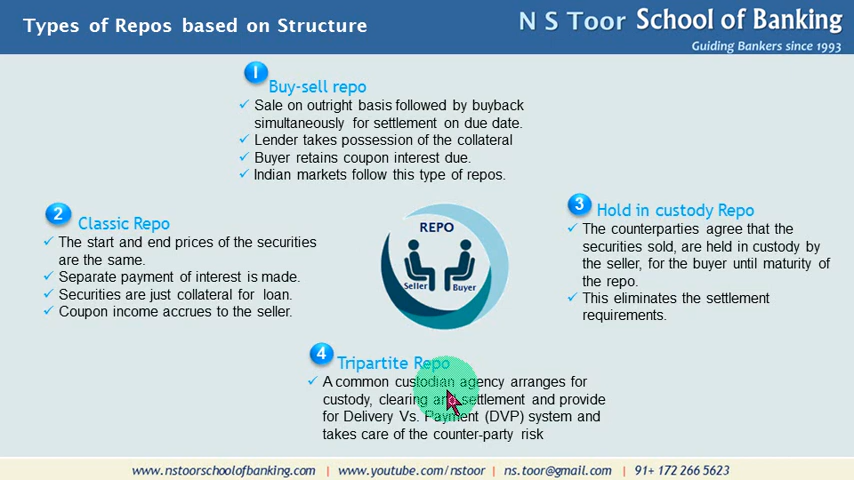 Types of Repos based on Structure
N S Toor School of Banking
Guiding Bankers since 1993
1
Buy-sell repo
Sale on outright basis followed by buyback
simultaneously for settlement on due date.
Lender takes possession of the collateral
Buyer retains coupon interest due.
Indian markets follow this type of repos.
2
Classic Repo
The start and end prices of the securities
are the same.
Separate payment of interest is made.
Securities are just collateral for loan.
Coupon income accrues to the seller.
REPO
Seller
Buyer
3
Hold in custody Repo
The counterparties agree that the
securities sold, are held in custody by
the seller, for the buyer until maturity of
the repo.
This eliminates the settlement
requirements.
4
Tripartite Repo
A common custodian agency arranges for
custody, clearing and settlement and provide
for Delivery Vs. Payment (DVP) system and
takes care of the counter-party risk
www.nstoorschoolofbanking.com | www.youtube.com/nstoor | ns.toor@gmail.com | 91+ 172 266 5623